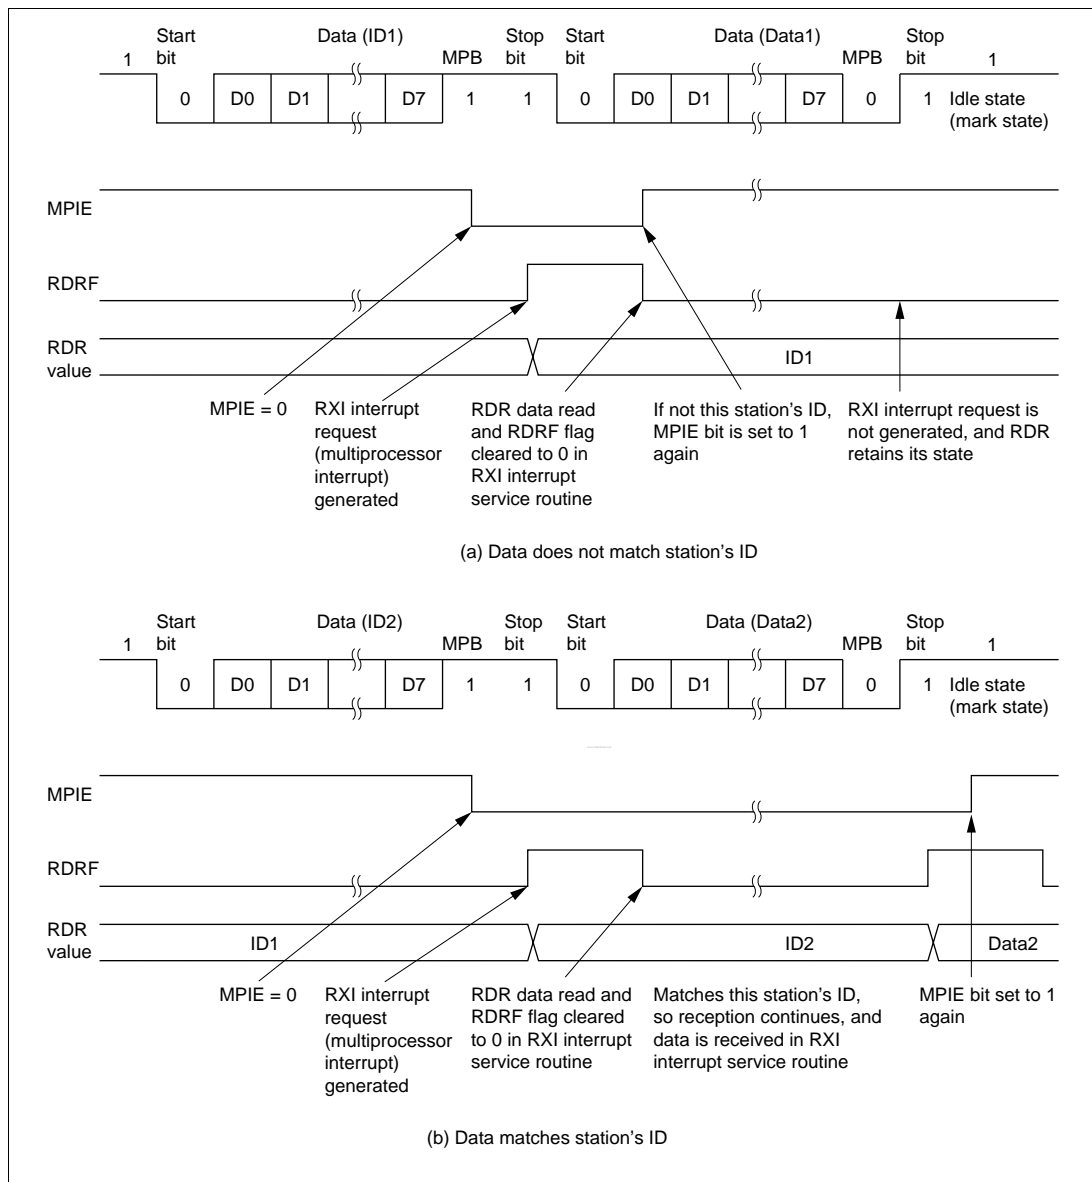 Start bit
Data (ID1)
Stop bit
Start bit
Data (Data1)
Stop bit
1
MPB
MPB
1
0 D0 D1 D7 1 1 0 D0 D1 D7 0 1 Idle state (mark state)
MPIE
RDRF
RDR value
ID1
MPIE = 0
RXI interrupt
request
(multiprocessor
interrupt)
generated
RDR data read
and RDRF flag
cleared to 0 in
RXI interrupt
service routine
If not this station's ID,
MPIE bit is set to 1
again
RXI interrupt request is
not generated, and RDR
retains its state
(a) Data does not match station's ID
Start bit
Data (ID2)
Stop bit
Start bit
Data (Data2)
Stop bit
1
MPB
MPB
1
0 D0 D1 D7 1 1 0 D0 D1 D7 0 1 Idle state (mark state)
MPIE
RDRF
RDR value
ID1
ID2
Data2
MPIE = 0
RXI interrupt
request
(multiprocessor
interrupt)
generated
RDR data read and
RDRF flag cleared
to 0 in RXI interrupt
service routine
Matches this station's ID,
so reception continues, and
data is received in RXI
interrupt service routine
MPIE bit set to 1
again
(b) Data matches station's ID